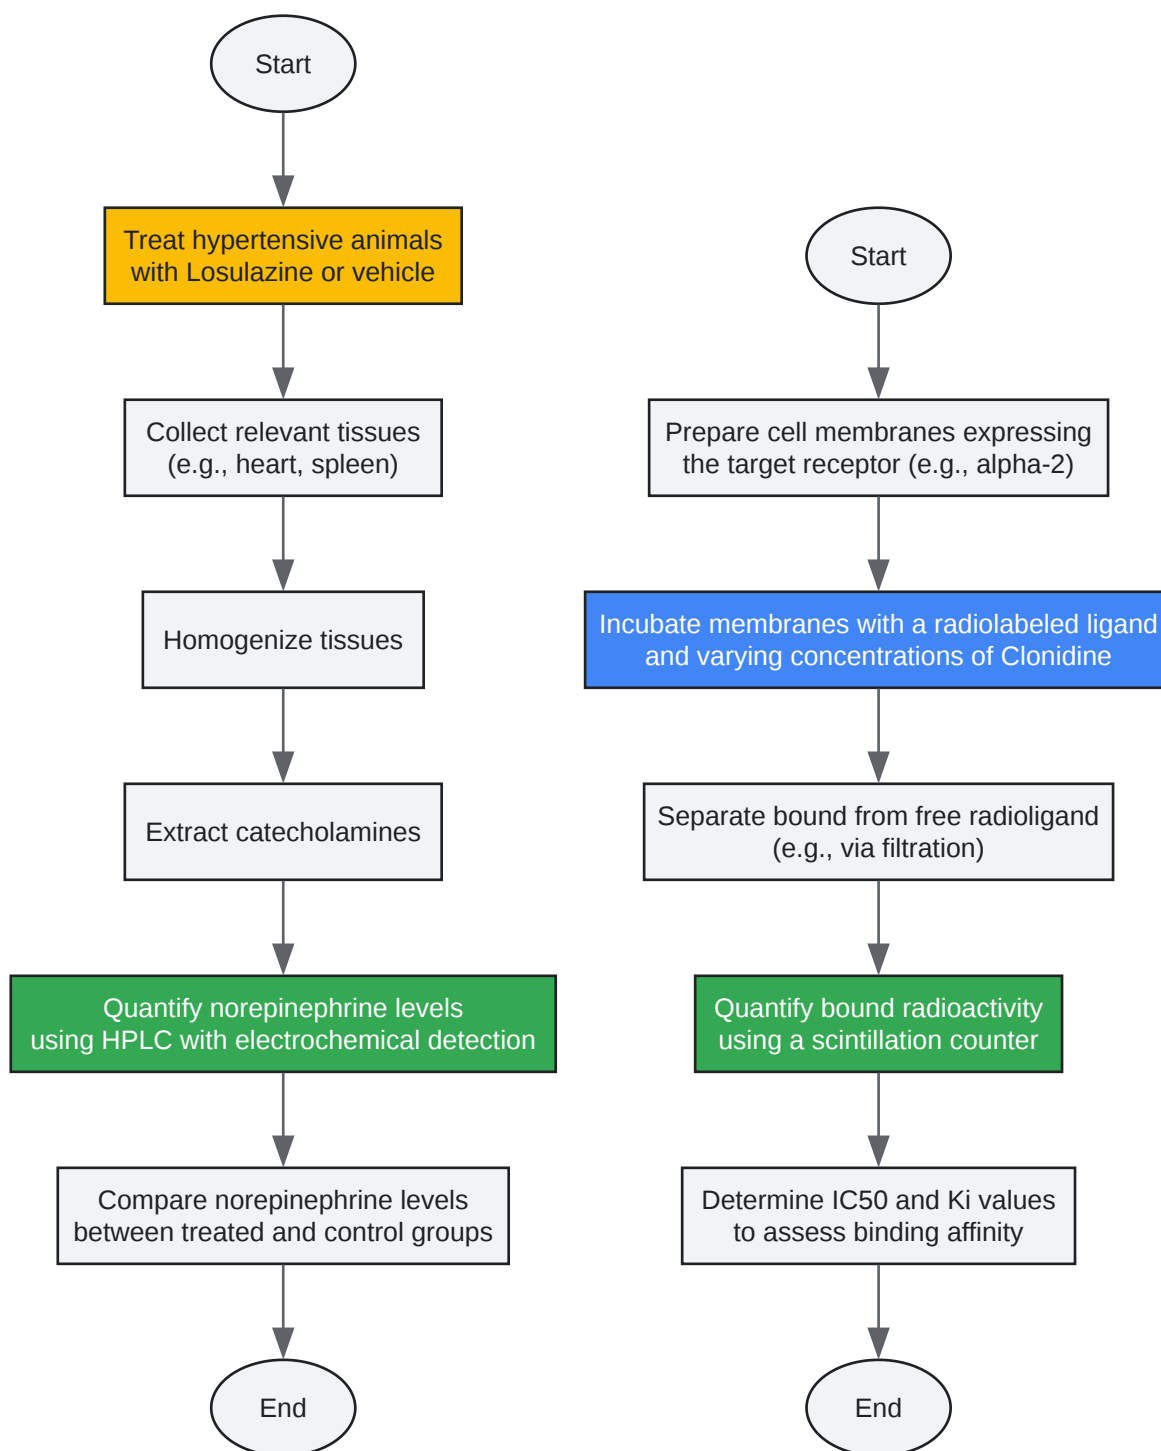 Start
Treat hypertensive animals
with Losulazine or vehicle
Collect relevant tissues
(e.g., heart, spleen)
Homogenize tissues
Extract catecholamines
Quantify norepinephrine levels
using HPLC with electrochemical detection
Compare norepinephrine levels
between treated and control groups
End
Start
Prepare cell membranes expressing
the target receptor (e.g., alpha-2)
Incubate membranes with a radiolabeled ligand
and varying concentrations of Clonidine
Separate bound from free radioligand
(e.g., via filtration)
Quantify bound radioactivity
using a scintillation counter
Determine IC50 and Ki values
to assess binding affinity
End